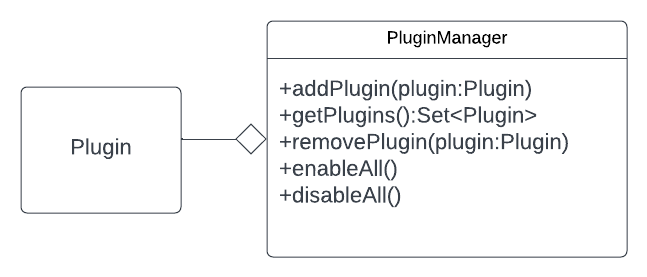 Plugin
PluginManager
+addPlugin(plugin:Plugin)
+getPlugins():Set<Plugin>
+removePlugin(plugin:Plugin)
+enableAll()
+disableAll()